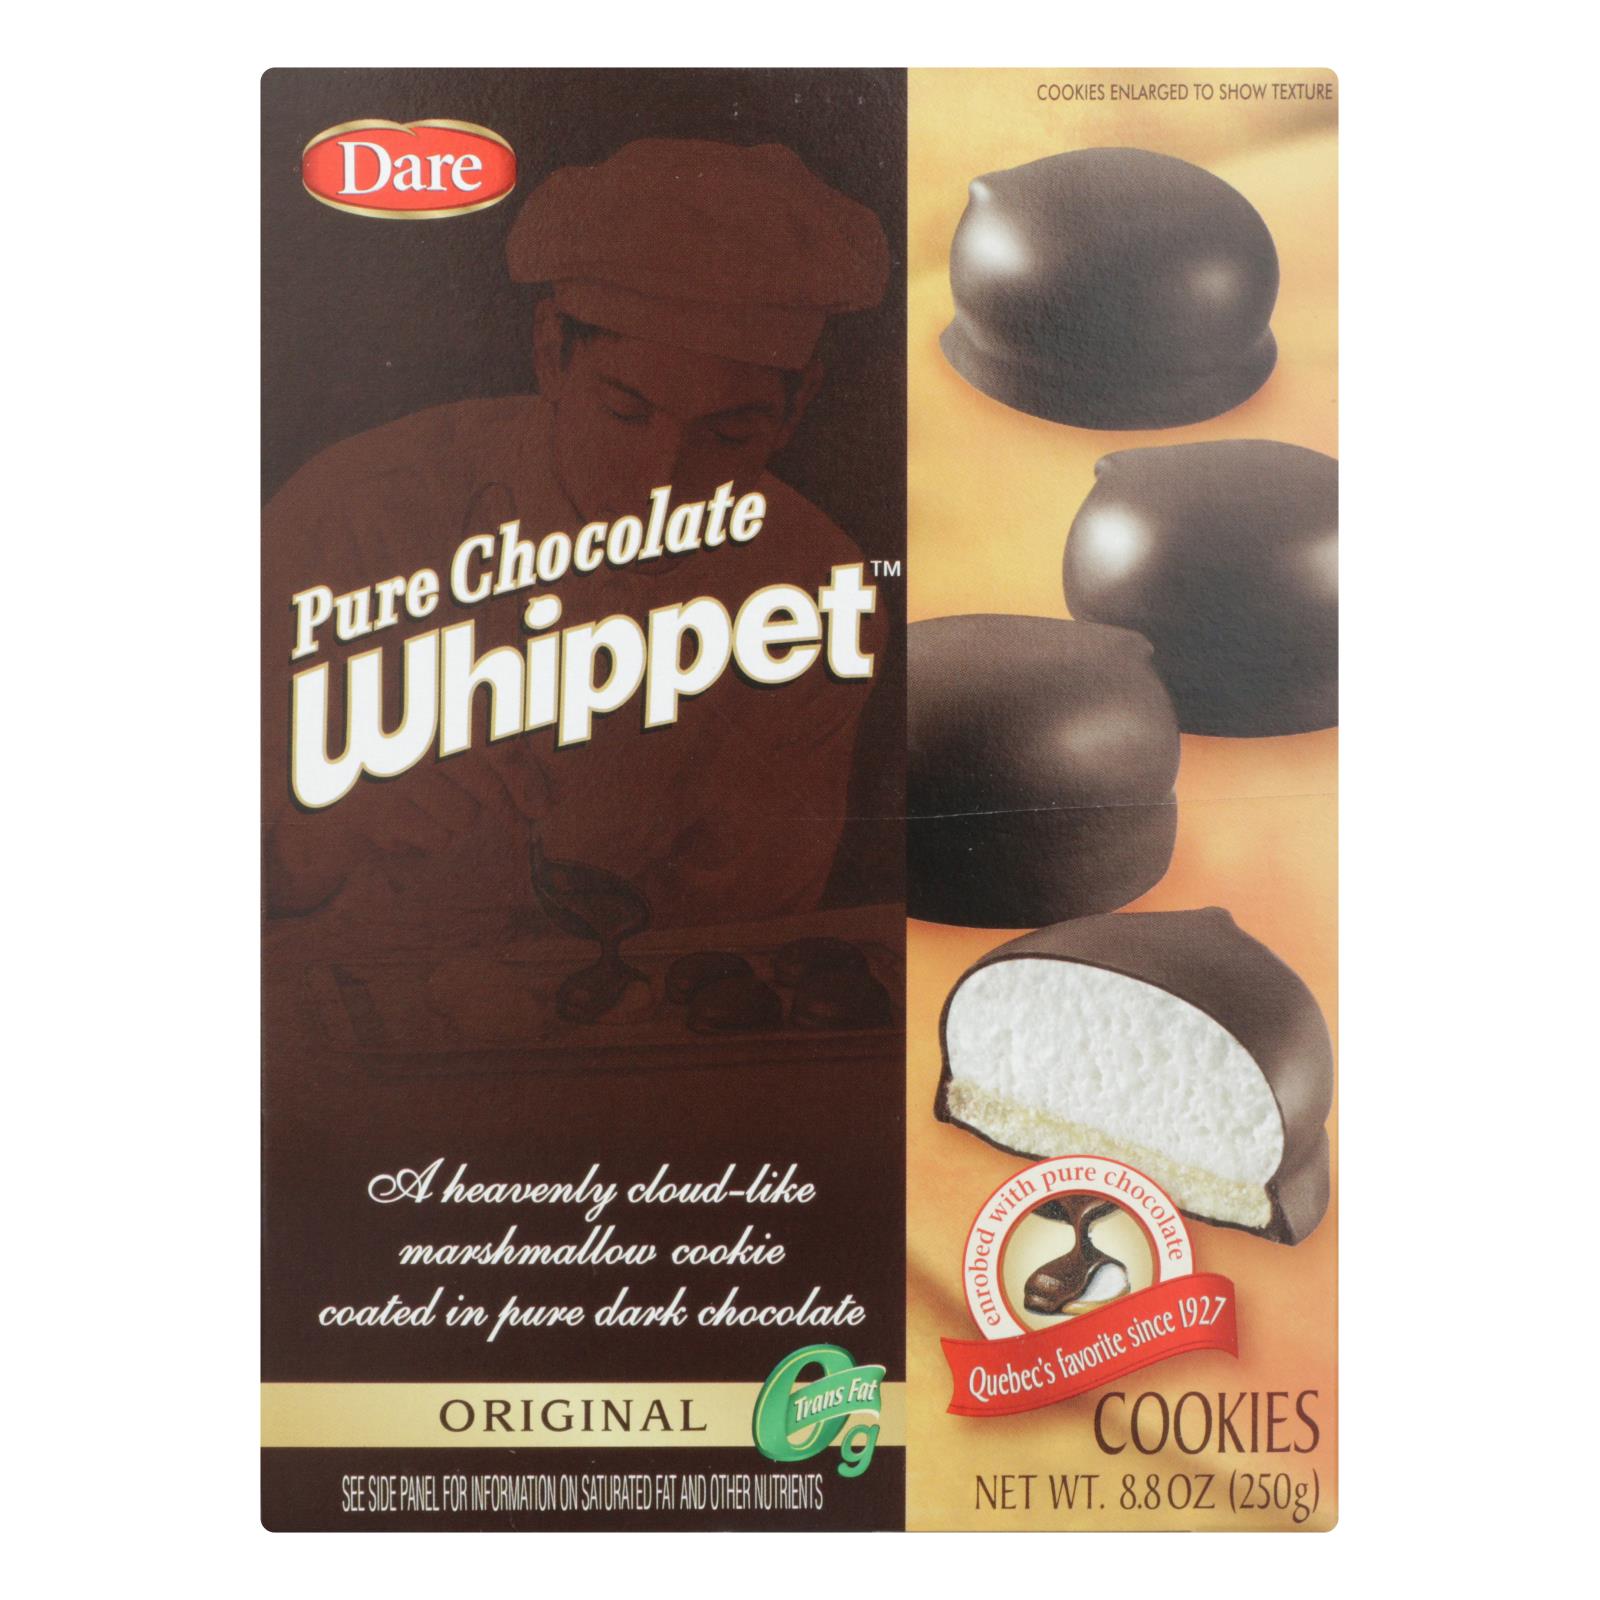 COOKIES ENLARGED TO SHOW TEXTURE
Dare
Pure Chocolate
Whippet™
A heavenly cloud-like
marshmallow cookie
coated in pure dark chocolate
enrobed with pure chocolate
Quebec's favorite since 1927
ORIGINAL
0g
Trans Fat
COOKIES
NET WT. 8.8 OZ (250g)
SEE SIDE PANEL FOR INFORMATION ON SATURATED FAT AND OTHER NUTRIENTS